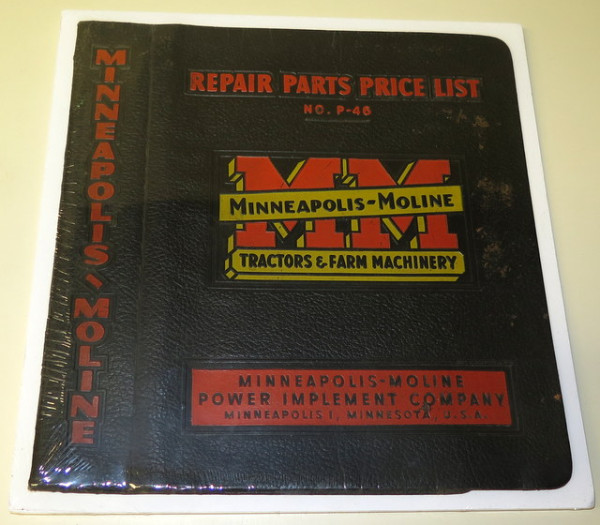 MINNEAPOLIS-MOLINE
REPAIR PARTS PRICE LIST
NO. P-46
MM
MINNEAPOLIS-MOLINE
TRACTORS & FARM MACHINERY
MINNEAPOLIS-MOLINE
POWER IMPLEMENT COMPANY
MINNEAPOLIS 1, MINNESOTA, U.S.A.